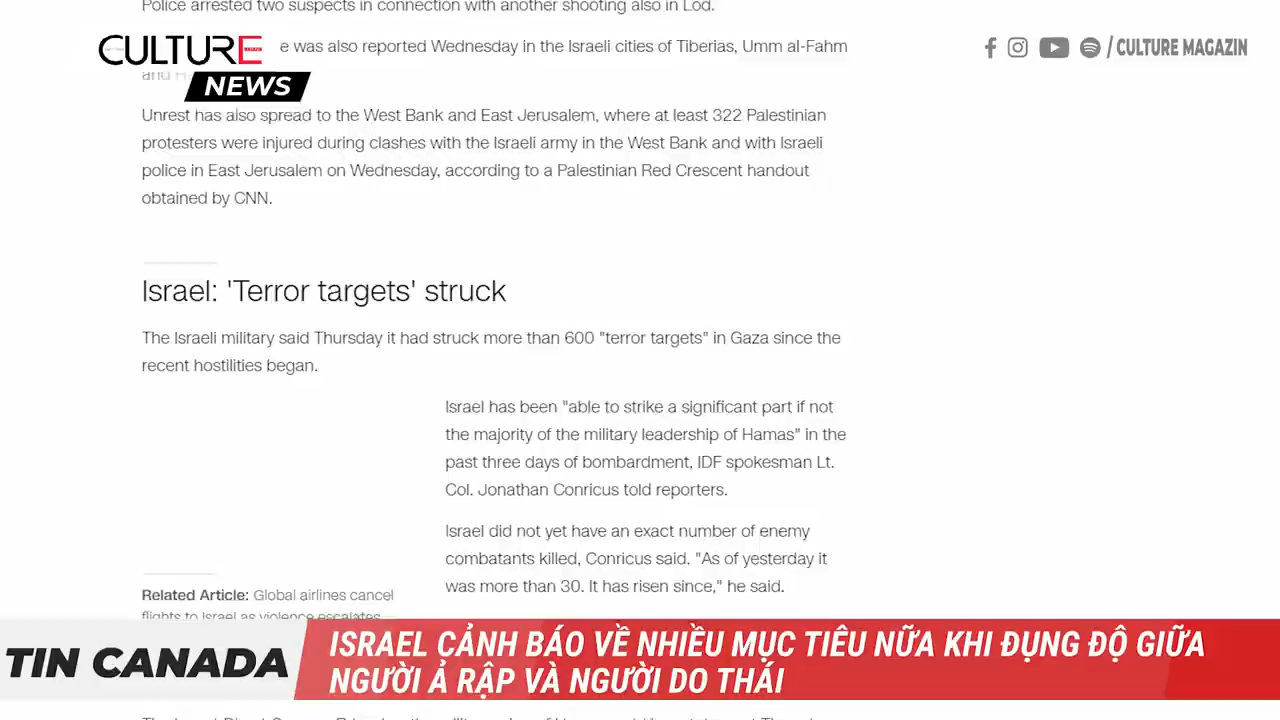 Police arrested two suspects in connection with another shooting also in Lod.
CULTURE
e was also reported Wednesday in the Israeli cities of Tiberias, Umm al-Fahm
/ CULTURE MAGAZIN
and H
NEWS
Unrest has also spread to the West Bank and East Jerusalem, where at least 322 Palestinian
protesters were injured during clashes with the Israeli army in the West Bank and with Israeli
police in East Jerusalem on Wednesday, according to a Palestinian Red Crescent handout
obtained by CNN.
Israel: 'Terror targets' struck
The Israeli military said Thursday it had struck more than 600 "terror targets" in Gaza since the
recent hostilities began.
Israel has been "able to strike a significant part if not
the majority of the military leadership of Hamas" in the
past three days of bombardment, IDF spokesman Lt.
Col. Jonathan Conricus told reporters.
Israel did not yet have an exact number of enemy
combatants killed, Conricus said. "As of yesterday it
was more than 30. It has risen since," he said.
Related Article: Global airlines cancel
flights to Israel as violence escalates
TIN CANADA
ISRAEL CẢNH BÁO VỀ NHIỀU MỤC TIÊU NỮA KHI ĐỤNG ĐỘ GIỮA
NGƯỜI Ả RẬP VÀ NGƯỜI DO THÁI